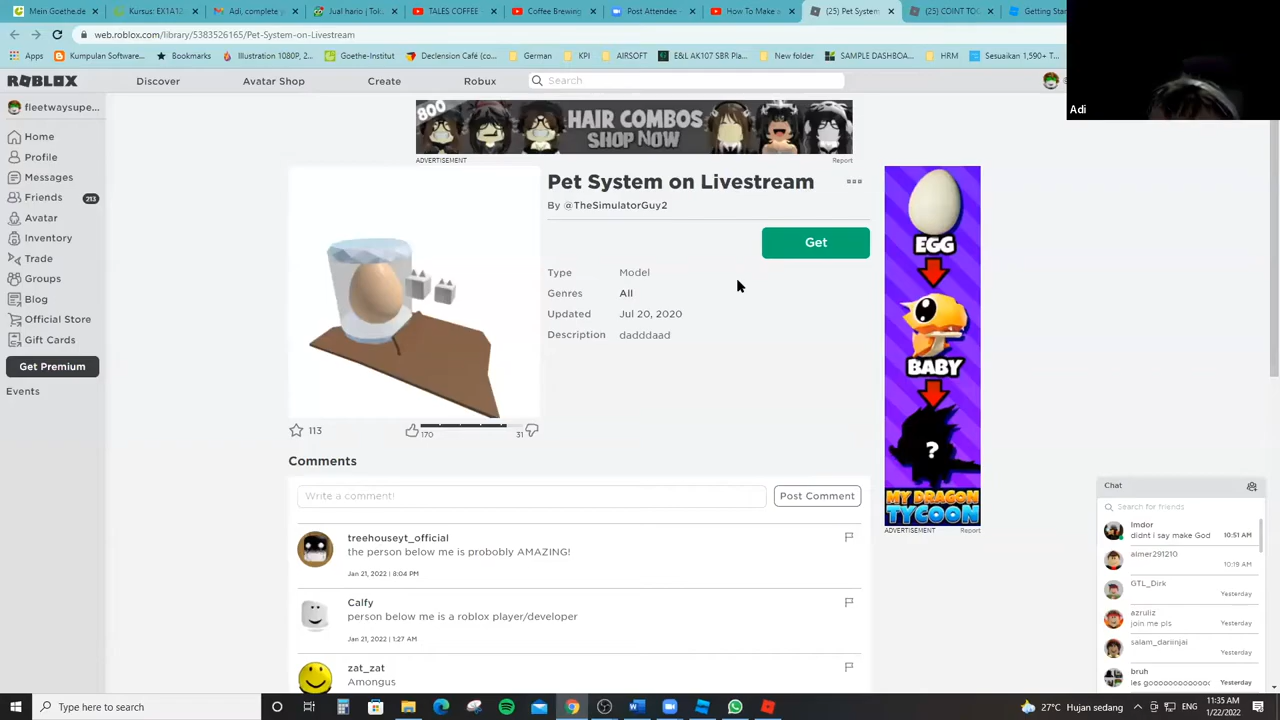 Mein Goethe.de
Kursus: EX1A12
Adi, complete y
Jual hario | Tok
TALES COFFEE
Coffee Brewing
Post Attendee -
How To Make a
(25) Pet System
(25) COINT TOC
Getting Starte
web.roblox.com/library/5383526165/Pet-System-on-Livestream
Apps
Kumpulan Software...
Bookmarks
Illustration 1080P, 2...
Goethe-Institut
Declension Café (co...
German
KPI
AIRSOFT
E&L AK107 SBR Pla...
New folder
SAMPLE DASHBOA...
HRM
Sesuaikan 1,590+ T...
Adi
ROBLOX
Discover
Avatar Shop
Create
Robux
Search
fleetwaysupe...
Home
Profile
Messages
Friends
213
Avatar
Inventory
Trade
Groups
Blog
Official Store
Gift Cards
Get Premium
Events
800
HAIR COMBOS
SHOP NOW
ADVERTISEMENT
Report
Pet System on Livestream
By @TheSimulatorGuy2
Get
Type Model
Genres All
Updated Jul 20, 2020
Description dadddaad
113
170
31
EGG
BABY
?
MY DRAGON
TYCOON
ADVERTISEMENT
Report
Comments
Write a comment!
Post Comment
treehouseyt_official
the person below me is probobly AMAZING!
Jan 21, 2022 | 8:04 PM
Calfy
person below me is a roblox player/developer
Jan 21, 2022 | 1:27 AM
zat_zat
Amongus
Chat
Search for friends
Imdor
didnt i say make God
10:51 AM
almer291210
10:19 AM
GTL_Dirk
Yesterday
azruliz
join me pls
Yesterday
salam_dariinjai
Yesterday
bruh
les gooooooooooooc
Yesterday
Type here to search
27°C Hujan sedang
11:35 AM
1/22/2022